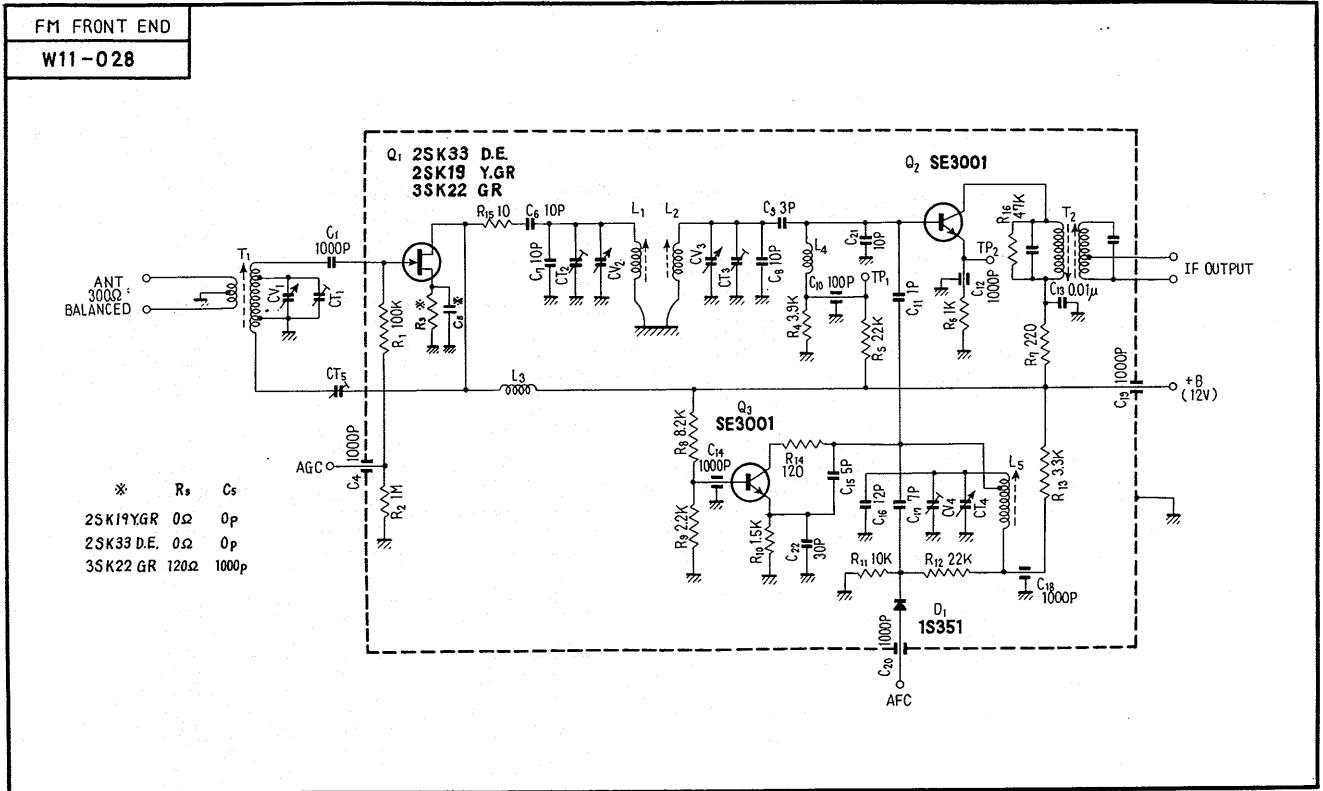 FM FRONT END
W11-028
Q₁ 2SK33 D.E.
2SK19 Y.GR
3SK22 GR
Q₂ SE3001
R₁₅ 10
C₆ 10P
L₁
L₂
C₉ 3P
R₁₆ 47K
T₂
C₁ 1000P
T₁
C₇ 10P
CT₂
CV₂
CV₃
CT₃
C₈ 10P
L₄
C₂₁ 10P
TP₂
IF OUTPUT
ANT
300Ω
BALANCED
CV₁
CT₁
R₁ 100K
R₃ ※
C₅ ※
C₁₀ 100P
TP₁
C₁₁ 1P
C₁₂ 1000P
C₁₃ 0.01μ
R₄ 3.9K
R₅ 22K
R₆ 1K
R₇ 220
CT₅
L₃
C₁₉ 1000P
+B
(12V)
Q₃
SE3001
R₈ 8.2K
C₁₄ 1000P
R₁₄ 120
C₁₅ 5P
L₅
R₁₃ 3.3K
AGC
C₄ 1000P
R₂ 1M
C₁₆ 12P
C₁₇ 7P
CV₄
CT₄
R₉ 2.2K
R₁₀ 1.5K
C₂₂ 30P
R₁₁ 10K
R₁₂ 22K
C₁₈ 1000P
D₁
1S351
C₂₀ 1000P
AFC
※ R₃ C₅
2SK19Y.GR 0Ω 0p
2SK33 D.E. 0Ω 0p
3SK22 GR 120Ω 1000p